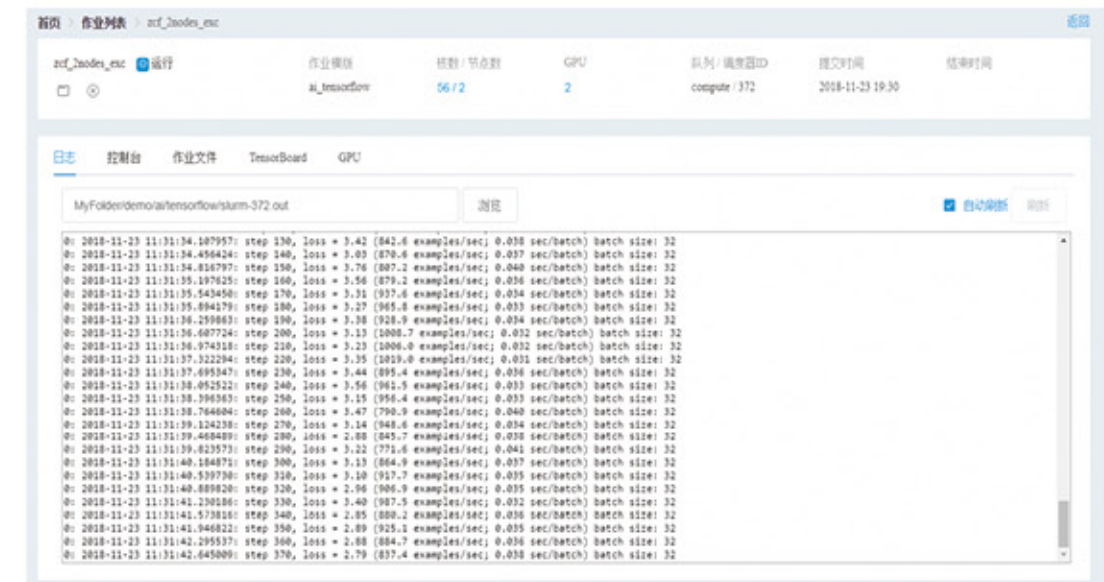 首页 > 作业列表 > zcf_2nodes_exc 返回
zcf_2nodes_exc 运行 作业模版 核数 / 节点数 GPU 队列 / 调度器ID 提交时间 结束时间
ai_tensorflow 56 / 2 2 compute / 372 2018-11-23 19:30
日志 控制台 作业文件 TensorBoard GPU
MyFolder/demo/ai/tensorflow/slurm-372.out 浏览 自动刷新 刷新
0: 2018-11-23 11:31:34.107957: step 130, loss = 3.42 (842.6 examples/sec; 0.038 sec/batch) batch size: 32
0: 2018-11-23 11:31:34.456424: step 140, loss = 3.03 (870.6 examples/sec; 0.037 sec/batch) batch size: 32
0: 2018-11-23 11:31:34.816797: step 150, loss = 3.76 (807.2 examples/sec; 0.040 sec/batch) batch size: 32
0: 2018-11-23 11:31:35.197625: step 160, loss = 3.56 (879.2 examples/sec; 0.036 sec/batch) batch size: 32
0: 2018-11-23 11:31:35.543450: step 170, loss = 3.31 (937.6 examples/sec; 0.034 sec/batch) batch size: 32
0: 2018-11-23 11:31:35.894179: step 180, loss = 3.27 (965.8 examples/sec; 0.033 sec/batch) batch size: 32
0: 2018-11-23 11:31:36.259863: step 190, loss = 3.38 (928.9 examples/sec; 0.034 sec/batch) batch size: 32
0: 2018-11-23 11:31:36.607724: step 200, loss = 3.13 (1008.7 examples/sec; 0.032 sec/batch) batch size: 32
0: 2018-11-23 11:31:36.974318: step 210, loss = 3.23 (1006.0 examples/sec; 0.032 sec/batch) batch size: 32
0: 2018-11-23 11:31:37.322294: step 220, loss = 3.35 (1019.0 examples/sec; 0.031 sec/batch) batch size: 32
0: 2018-11-23 11:31:37.695347: step 230, loss = 3.44 (895.4 examples/sec; 0.036 sec/batch) batch size: 32
0: 2018-11-23 11:31:38.052522: step 240, loss = 3.56 (961.5 examples/sec; 0.033 sec/batch) batch size: 32
0: 2018-11-23 11:31:38.396363: step 250, loss = 3.15 (956.4 examples/sec; 0.033 sec/batch) batch size: 32
0: 2018-11-23 11:31:38.764604: step 260, loss = 3.47 (790.9 examples/sec; 0.040 sec/batch) batch size: 32
0: 2018-11-23 11:31:39.124238: step 270, loss = 3.14 (948.6 examples/sec; 0.034 sec/batch) batch size: 32
0: 2018-11-23 11:31:39.468489: step 280, loss = 2.88 (845.7 examples/sec; 0.038 sec/batch) batch size: 32
0: 2018-11-23 11:31:39.823573: step 290, loss = 3.22 (771.6 examples/sec; 0.041 sec/batch) batch size: 32
0: 2018-11-23 11:31:40.184871: step 300, loss = 3.13 (864.9 examples/sec; 0.037 sec/batch) batch size: 32
0: 2018-11-23 11:31:40.539730: step 310, loss = 3.10 (917.7 examples/sec; 0.035 sec/batch) batch size: 32
0: 2018-11-23 11:31:40.889820: step 320, loss = 2.96 (906.9 examples/sec; 0.035 sec/batch) batch size: 32
0: 2018-11-23 11:31:41.230186: step 330, loss = 3.40 (987.5 examples/sec; 0.032 sec/batch) batch size: 32
0: 2018-11-23 11:31:41.573816: step 340, loss = 2.85 (880.2 examples/sec; 0.036 sec/batch) batch size: 32
0: 2018-11-23 11:31:41.946822: step 350, loss = 2.89 (925.1 examples/sec; 0.035 sec/batch) batch size: 32
0: 2018-11-23 11:31:42.295537: step 360, loss = 2.88 (884.7 examples/sec; 0.036 sec/batch) batch size: 32
0: 2018-11-23 11:31:42.645009: step 370, loss = 2.79 (837.4 examples/sec; 0.038 sec/batch) batch size: 32